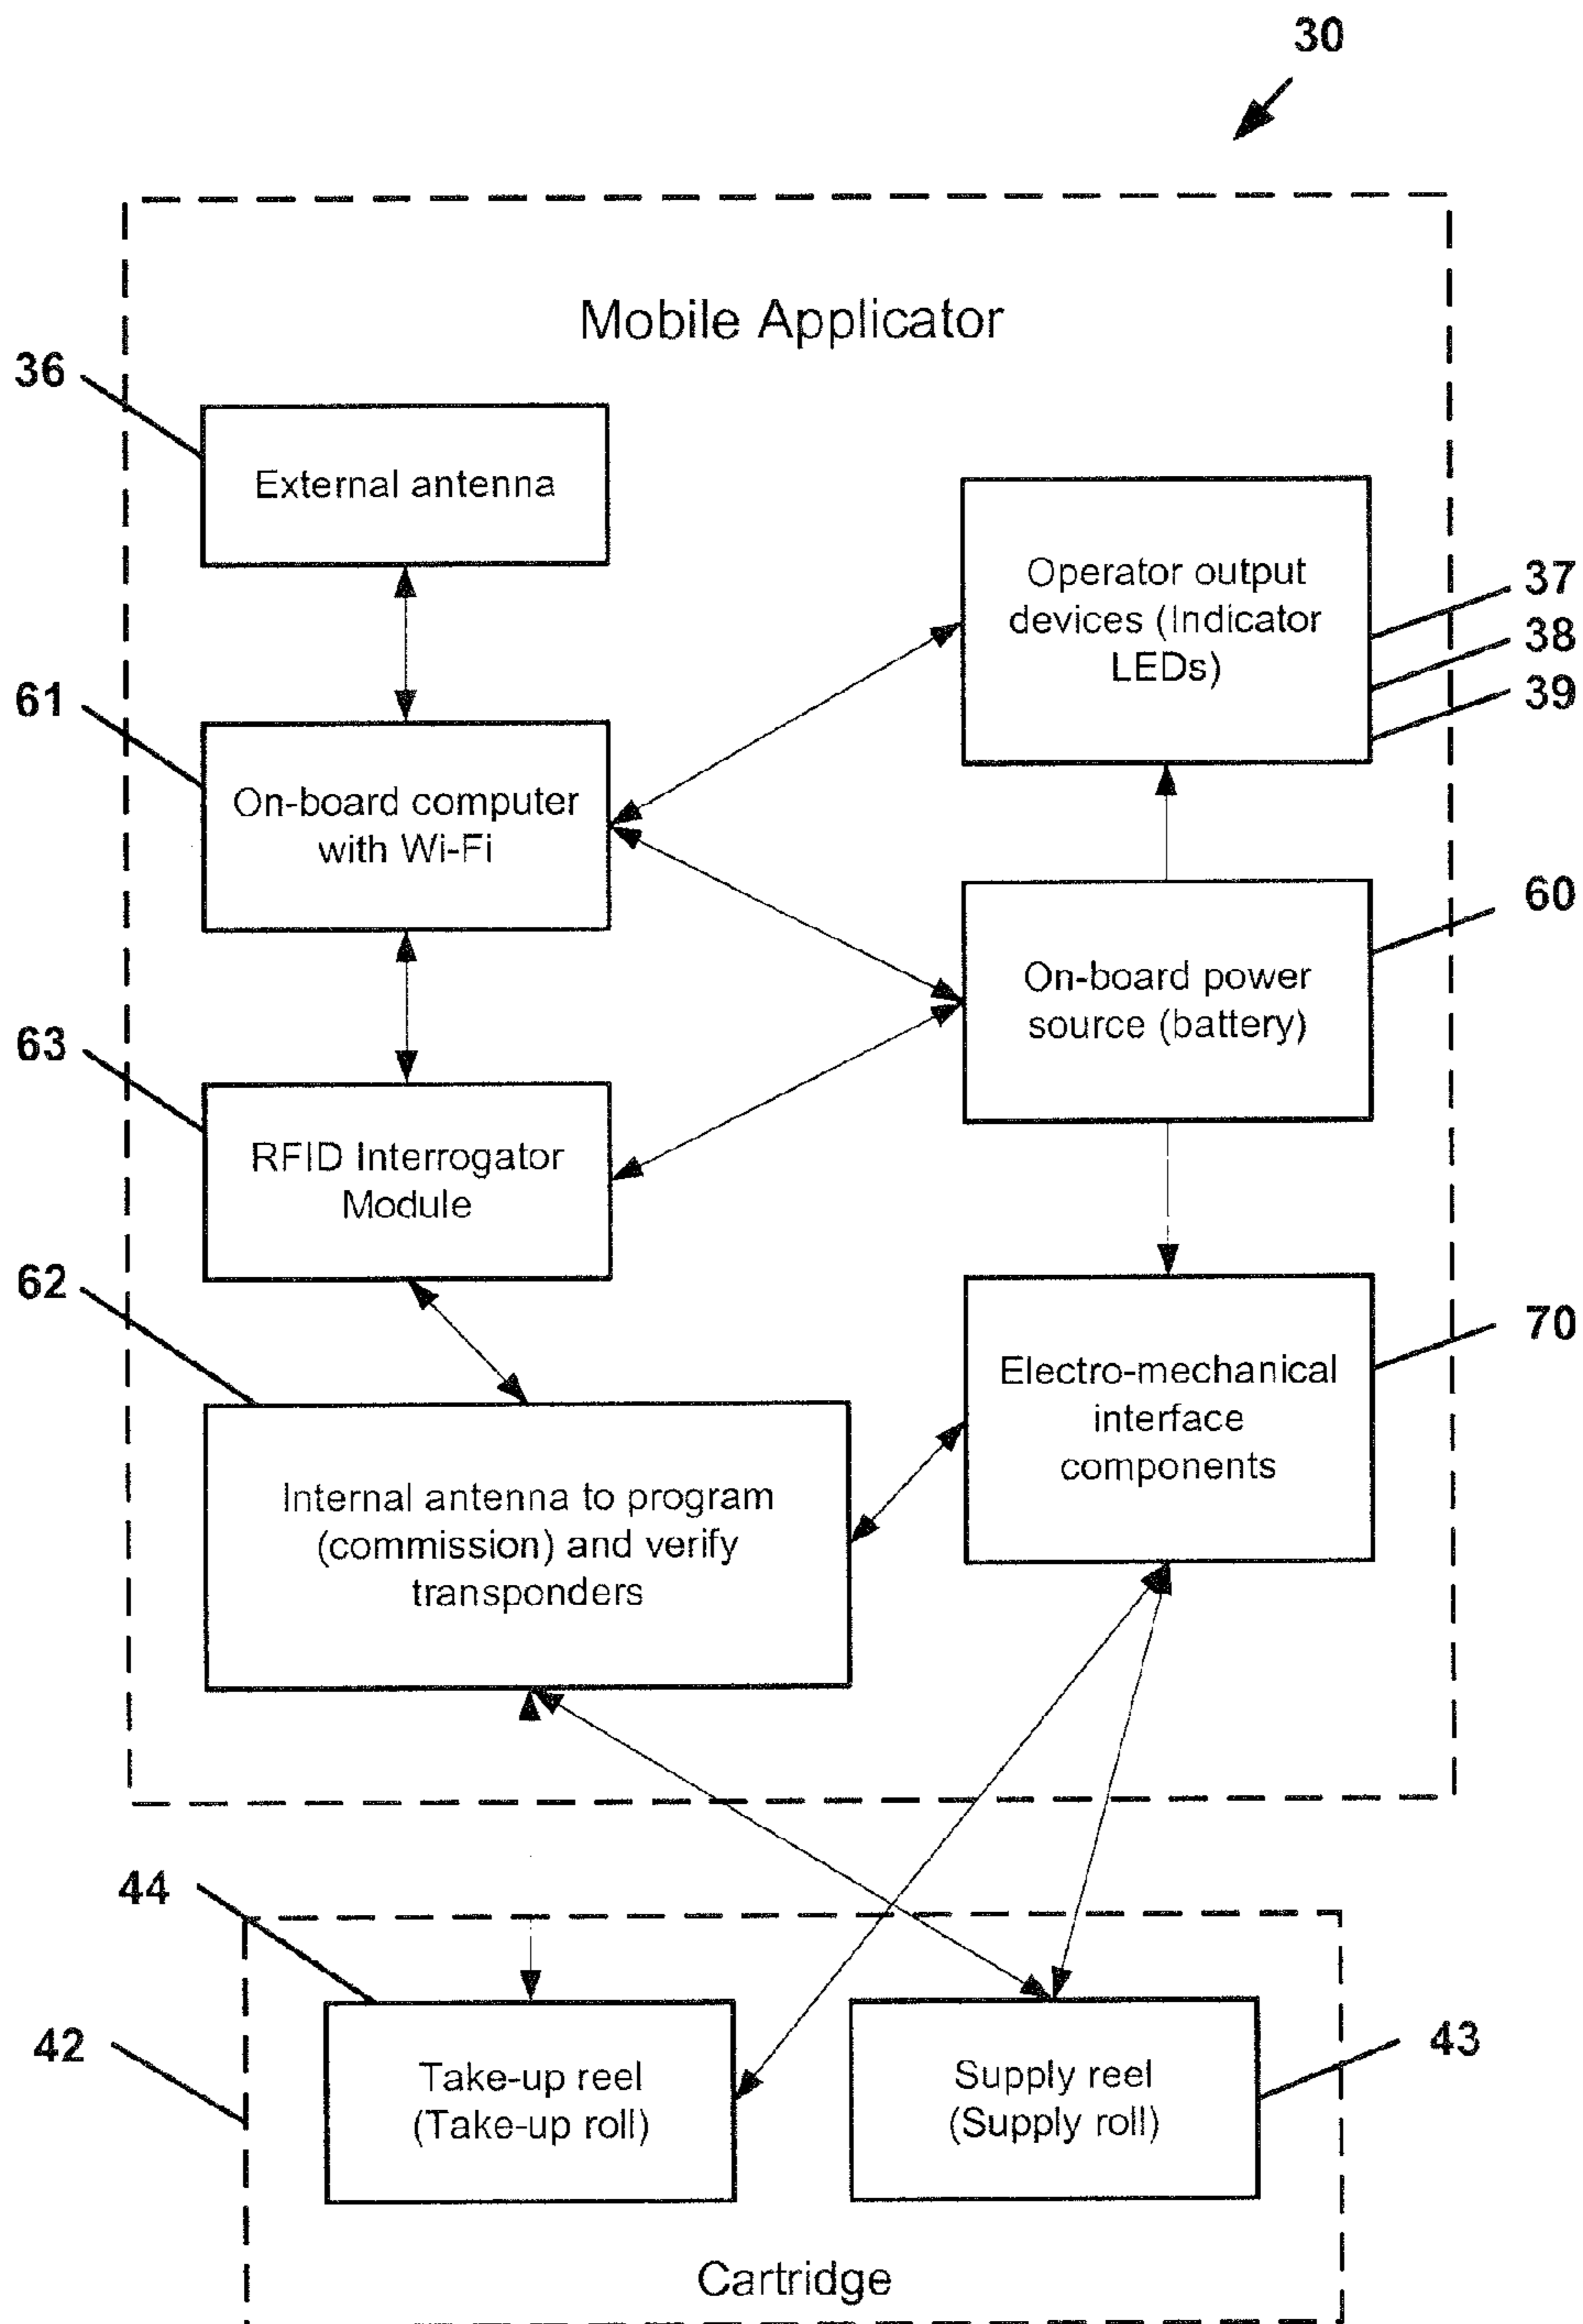 30
Mobile Applicator
36
External antenna
Operator output
devices (Indicator
LEDs)
37
38
39
61
On-board computer
with Wi-Fi
60
On-board power
source (battery)
63
RFID Interrogator
Module
62
70
Electro-mechanical
interface
components
Internal antenna to program
(commission) and verify
transponders
44
42
43
Take-up reel
(Take-up roll)
Supply reel
(Supply roll)
Cartridge